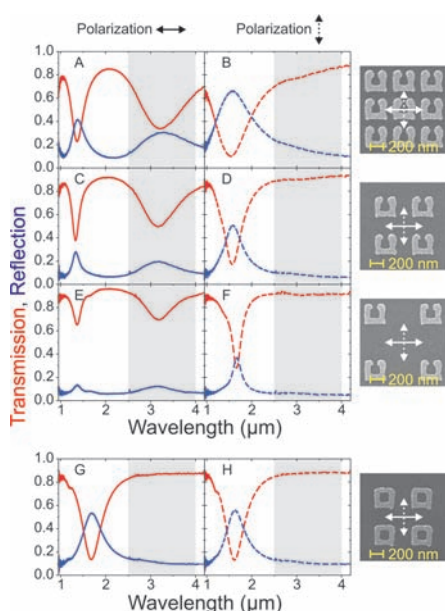 Polarization ↔ Polarization ↕
1.0
A B
0.8
0.6
0.4
0.2
0.0
200 nm
C D
0.8
0.6
0.4
0.2
0.0
200 nm
E F
0.8
0.6
0.4
0.2
0.0
200 nm
1 2 3 4 1 2 3 4
Wavelength (µm)
Transmission, Reflection
1.0
G H
0.8
0.6
0.4
0.2
0.0
200 nm
1 2 3 4 1 2 3 4
Wavelength (µm)